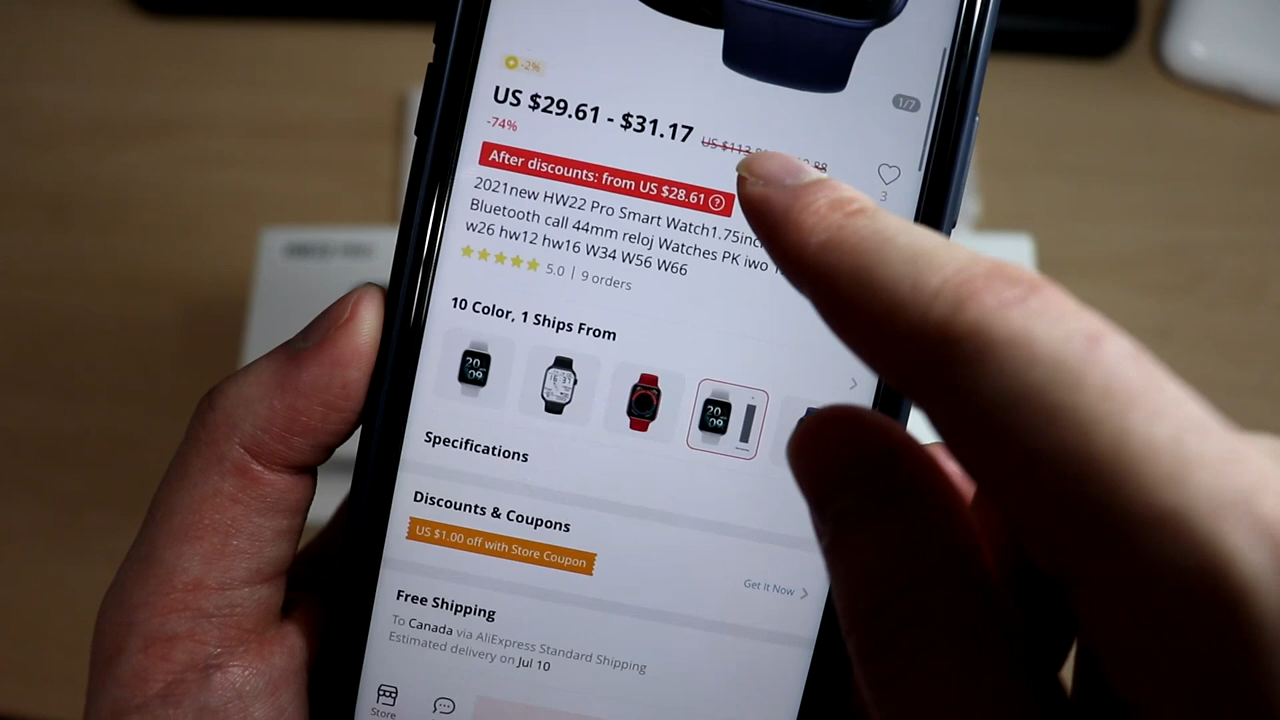 -2%
US $29.61 - $31.17
1/7
-74%
After discounts: from US $28.61 ?
3
2021new HW22 Pro Smart Watch1.75inc
Bluetooth call 44mm reloj Watches PK iwo
w26 hw12 hw16 W34 W56 W66
5.0 | 9 orders
10 Color, 1 Ships From
Specifications
Discounts & Coupons
US $1.00 off with Store Coupon
Get It Now
Free Shipping
To Canada via AliExpress Standard Shipping
Estimated delivery on Jul 10
Store